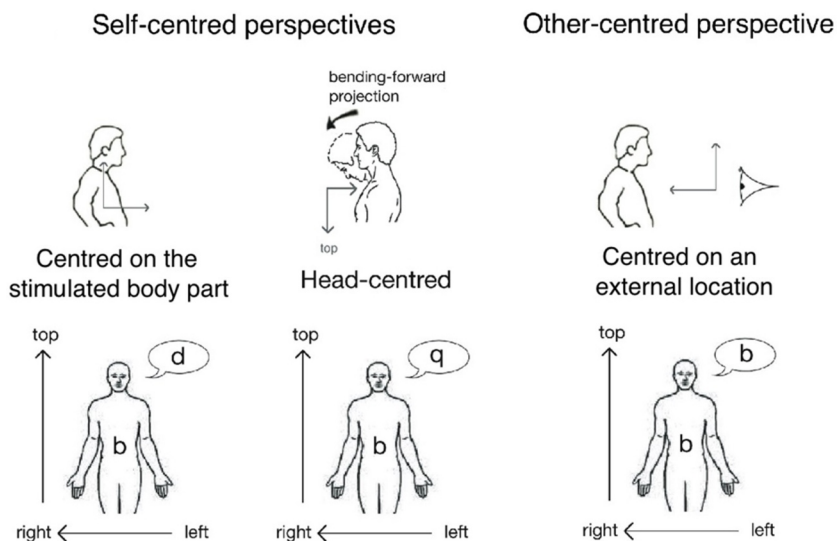 Self-centred perspectives
Other-centred perspective
bending-forward
projection
top
Centred on the
stimulated body part
Head-centred
Centred on an
external location
top
d
b
right
left
top
q
b
right
left
top
b
b
right
left